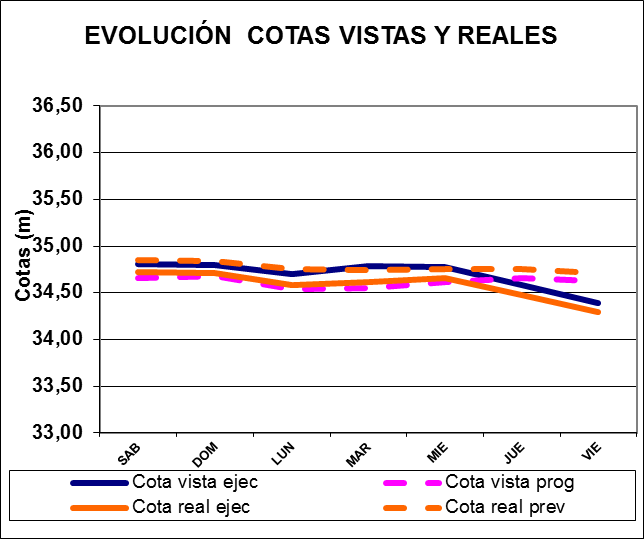 EVOLUCIÓN  COTAS VISTAS Y REALES
36,50
36,00
35,50
35,00
34,50
34,00
33,50
33,00
Cotas (m)
SAB DOM LUN MAR MIE JUE VIE
Cota vista ejec Cota vista prog
Cota real ejec Cota real prev